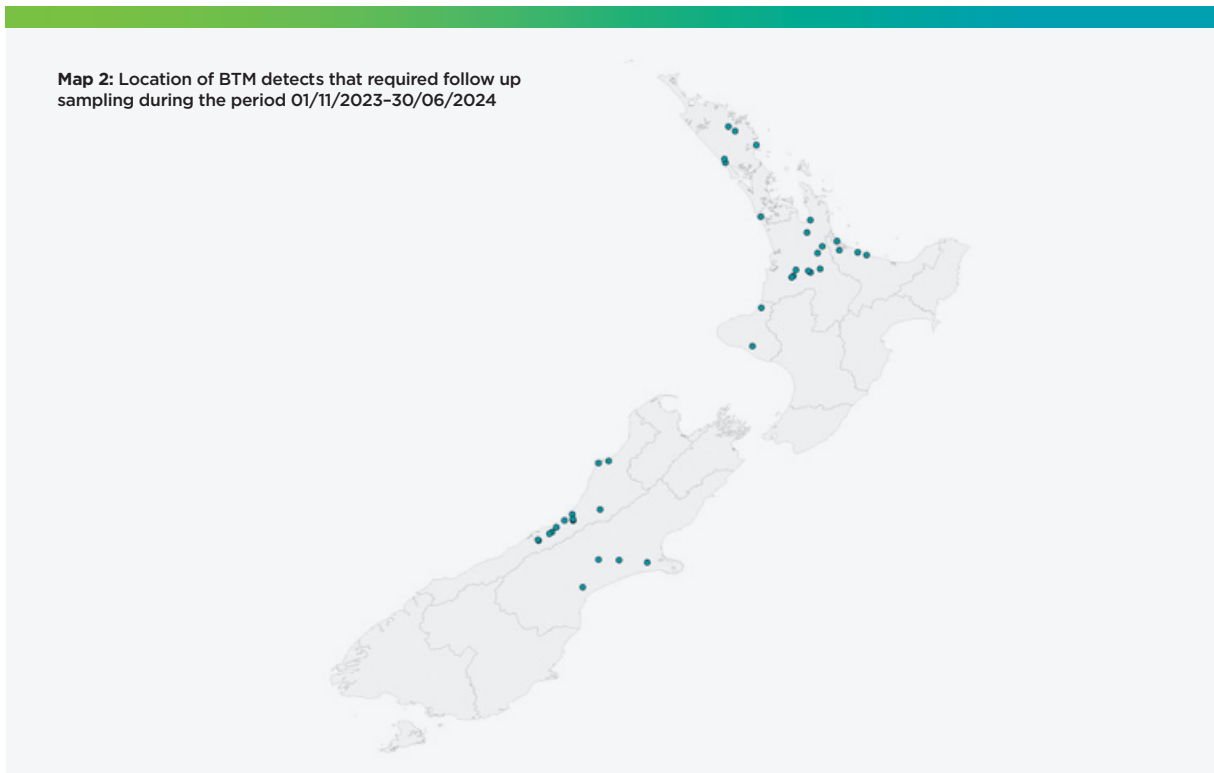 Map 2: Location of BTM detects that required follow up
sampling during the period 01/11/2023–30/06/2024